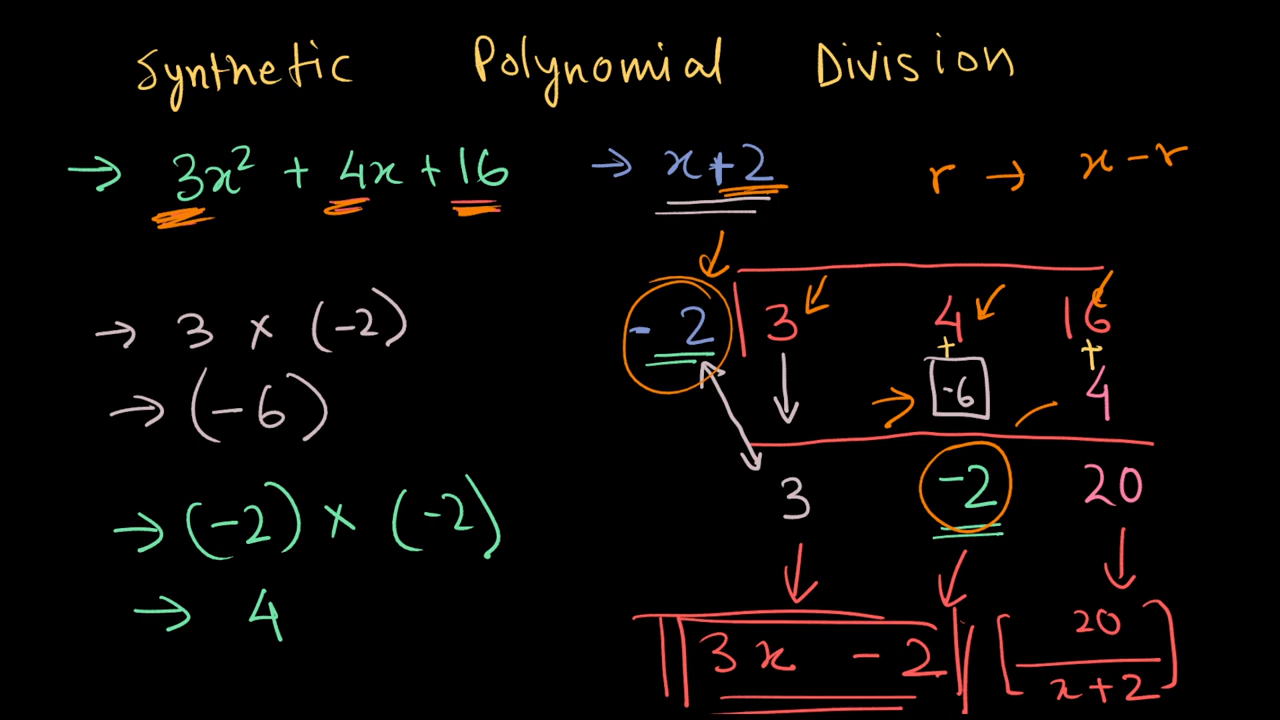 Synthetic Polynomial Division
→ 3x² + 4x + 16 → x+2 r → x-r
-2 3 4 16
→ 3 × (-2)
+ +
→ (-6)
→ -6 4
3 -2 20
→ (-2) × (-2)
→ 4
3x - 2 [20/x+2]